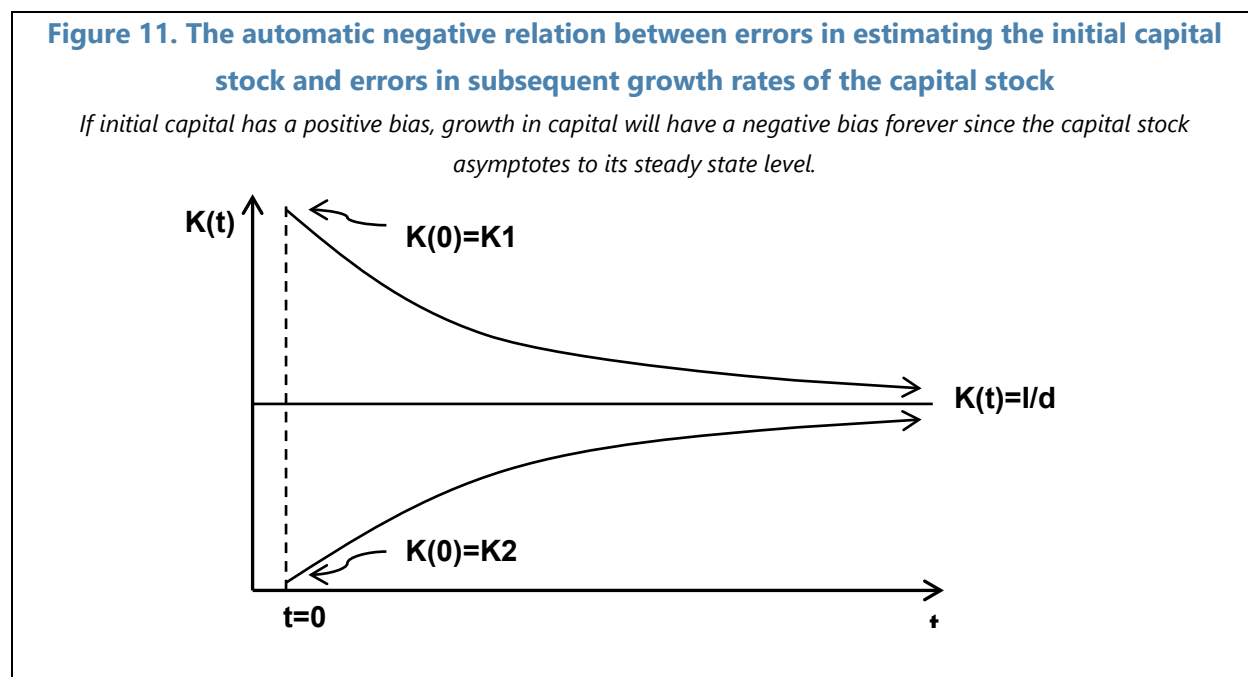 Figure 11. The automatic negative relation between errors in estimating the initial capital
stock and errors in subsequent growth rates of the capital stock
If initial capital has a positive bias, growth in capital will have a negative bias forever since the capital stock
asymptotes to its steady state level.
K(t)
K(0)=K1
K(t)=I/d
K(0)=K2
t=0
t